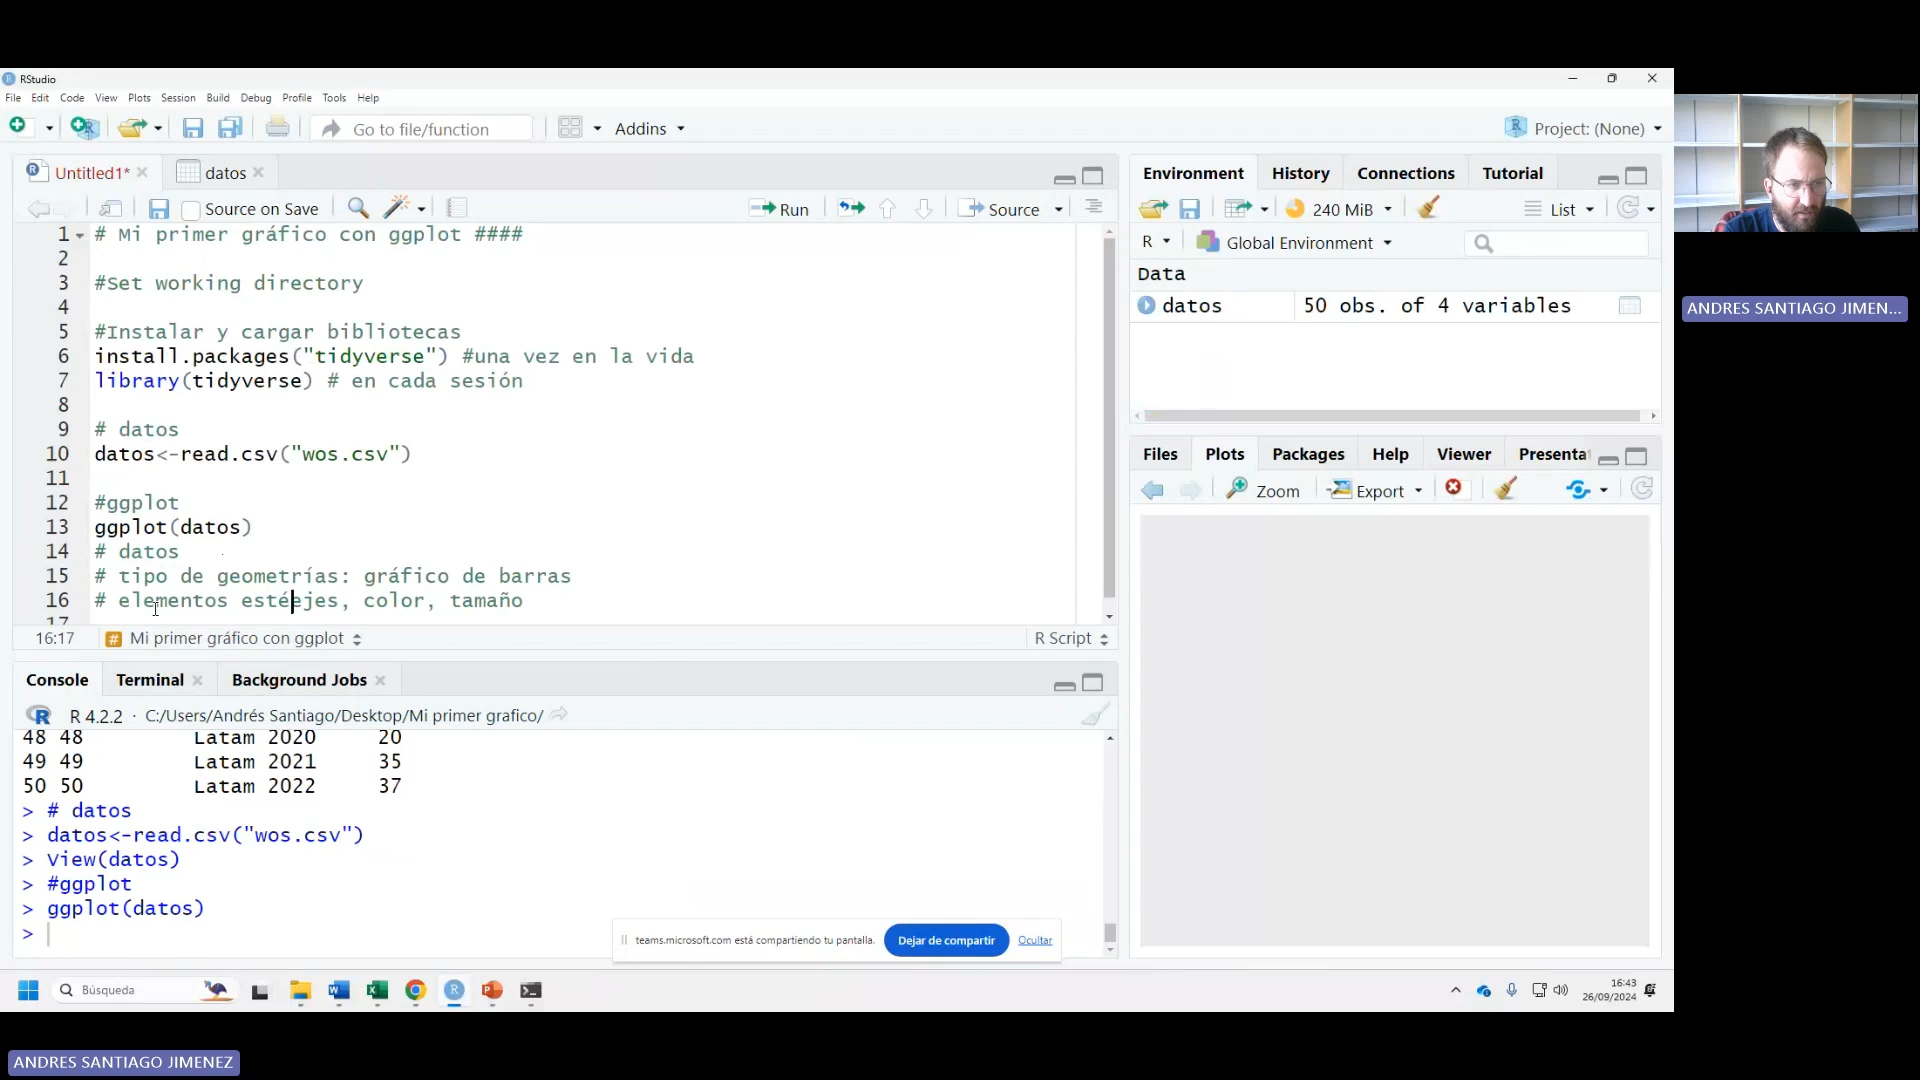 RStudio
File Edit Code View Plots Session Build Debug Profile Tools Help
Go to file/function Addins Project: (None)
Untitled1* datos
Source on Save Run Source
1 # Mi primer gráfico con ggplot ####
2
3 #Set working directory
4
5 #Instalar y cargar bibliotecas
6 install.packages("tidyverse") #una vez en la vida
7 library(tidyverse) # en cada sesión
8
9 # datos
10 datos<-read.csv("wos.csv")
11
12 #ggplot
13 ggplot(datos)
14 # datos
15 # tipo de geometrías: gráfico de barras
16 # elementos estéejes, color, tamaño
17
16:17 # Mi primer gráfico con ggplot R Script
Console Terminal Background Jobs
R 4.2.2 · C:/Users/Andrés Santiago/Desktop/Mi primer grafico/
48 48 Latam 2020 20
49 49 Latam 2021 35
50 50 Latam 2022 37
> # datos
> datos<-read.csv("wos.csv")
> View(datos)
> #ggplot
> ggplot(datos)
>
Environment History Connections Tutorial
240 MiB List
R Global Environment
Data
datos 50 obs. of 4 variables
Files Plots Packages Help Viewer Presentat
Zoom Export
teams.microsoft.com está compartiendo tu pantalla. Dejar de compartir Ocultar
Búsqueda
16:43
26/09/2024
ANDRES SANTIAGO JIMEN...
ANDRES SANTIAGO JIMENEZ